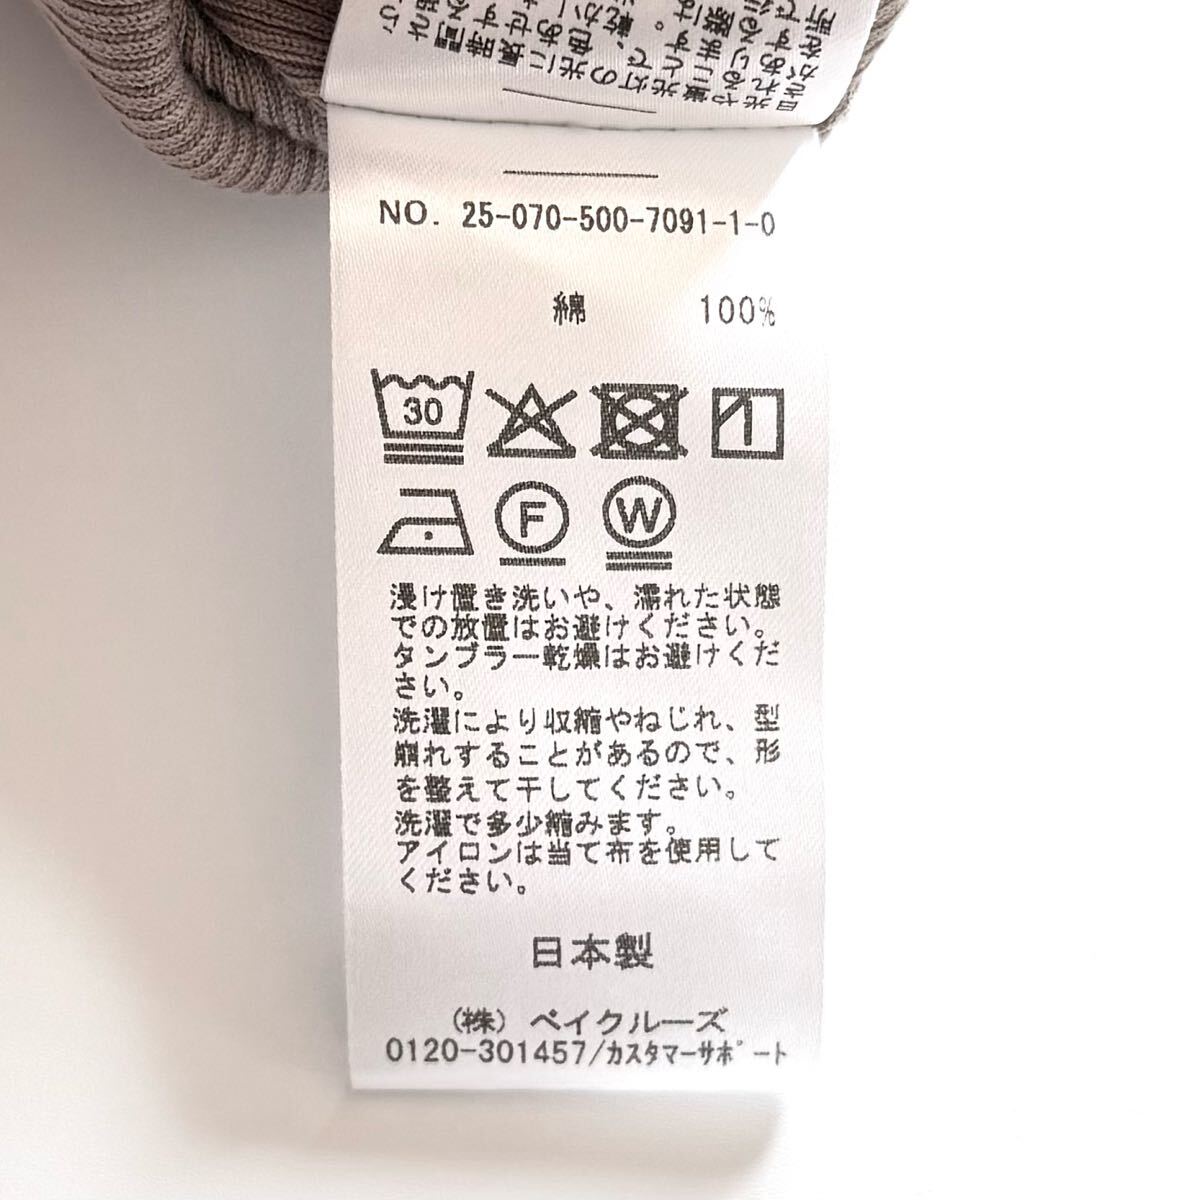 NO. 25-070-500-7091-1-0
綿 100%
30
F
W
浸け置き洗いや、濡れた状態
での放置はお避けください。
タンブラー乾燥はお避けくだ
さい。
洗濯により収縮やねじれ、型
崩れすることがあるので、形
を整えて干してください。
洗濯で多少縮みます。
アイロンは当て布を使用して
ください。
日本製
(株) ベイクルーズ
0120-301457/カスタマーサポート